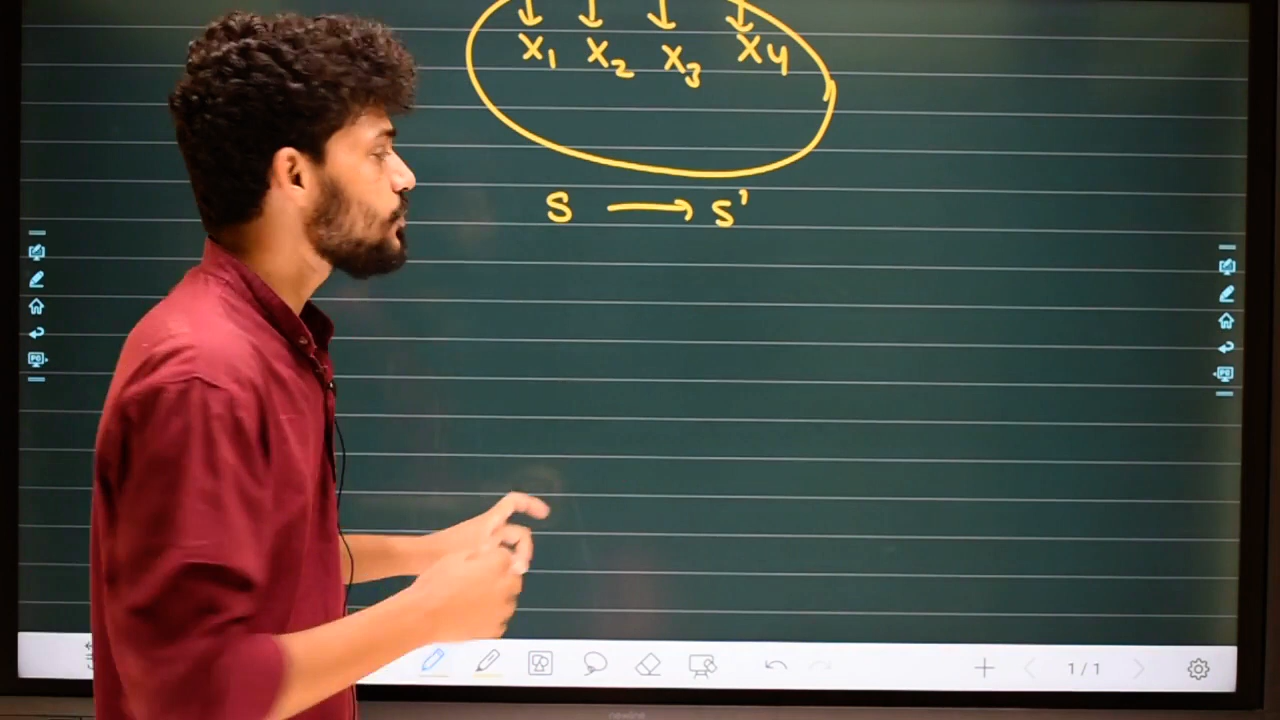 ↓ ↓ ↓ ↓
x₁ x₂ x₃ x₄
S → S'
1/1